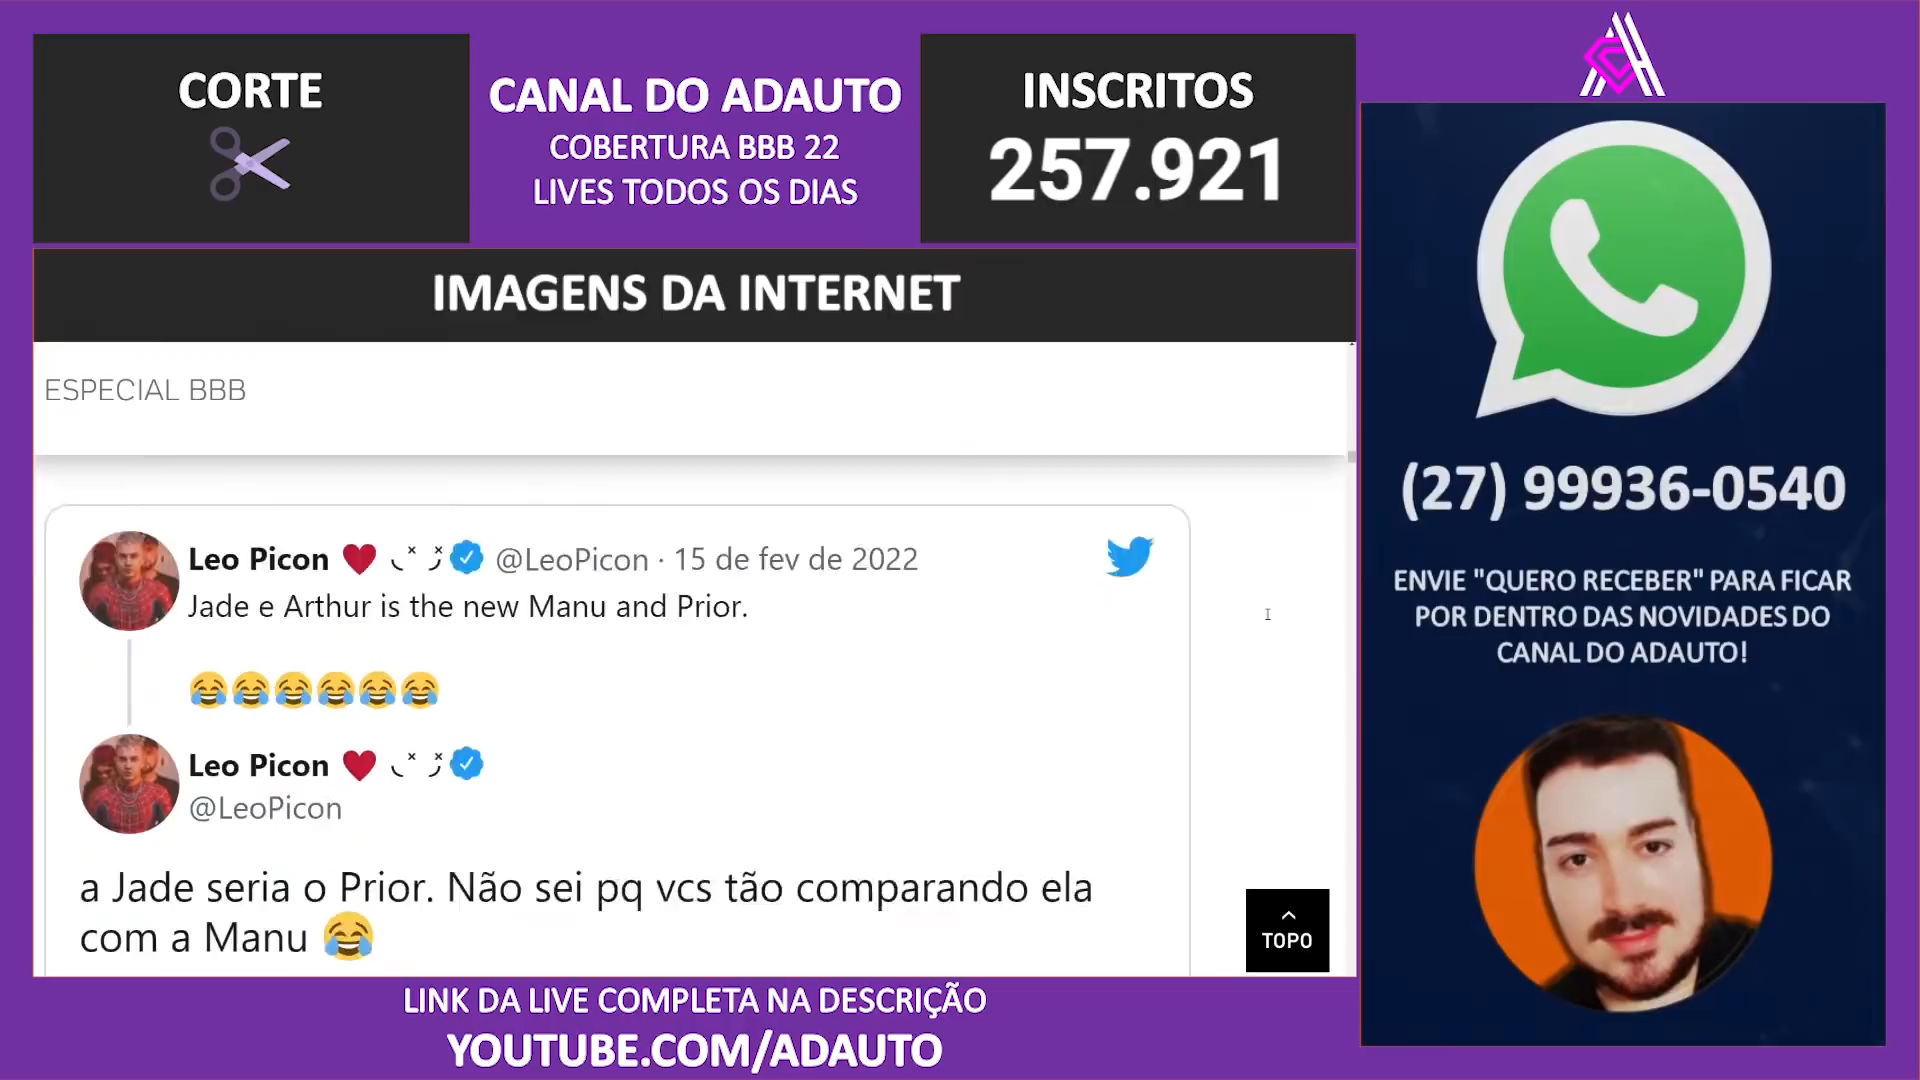 CORTE
CANAL DO ADAUTO
COBERTURA BBB 22
LIVES TODOS OS DIAS
INSCRITOS
257.921
IMAGENS DA INTERNET
ESPECIAL BBB
Leo Picon ❤️ @LeoPicon · 15 de fev de 2022
Jade e Arthur is the new Manu and Prior.
😂😂😂😂😂😂
Leo Picon ❤️
@LeoPicon
a Jade seria o Prior. Não sei pq vcs tão comparando ela
com a Manu 😂
TOPO
LINK DA LIVE COMPLETA NA DESCRIÇÃO
YOUTUBE.COM/ADAUTO
(27) 99936-0540
ENVIE "QUERO RECEBER" PARA FICAR
POR DENTRO DAS NOVIDADES DO
CANAL DO ADAUTO!